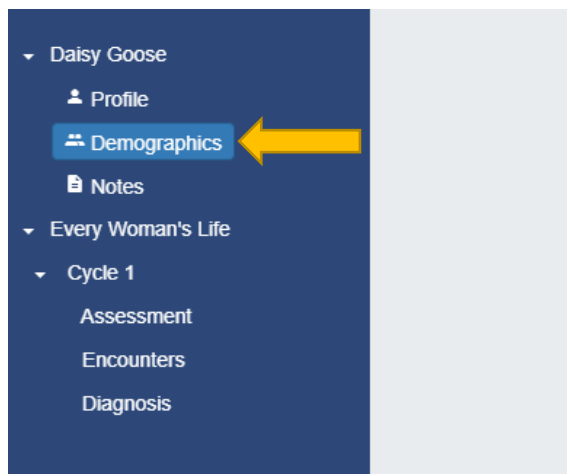 Daisy Goose
Profile
Demographics
Notes
Every Woman's Life
Cycle 1
Assessment
Encounters
Diagnosis